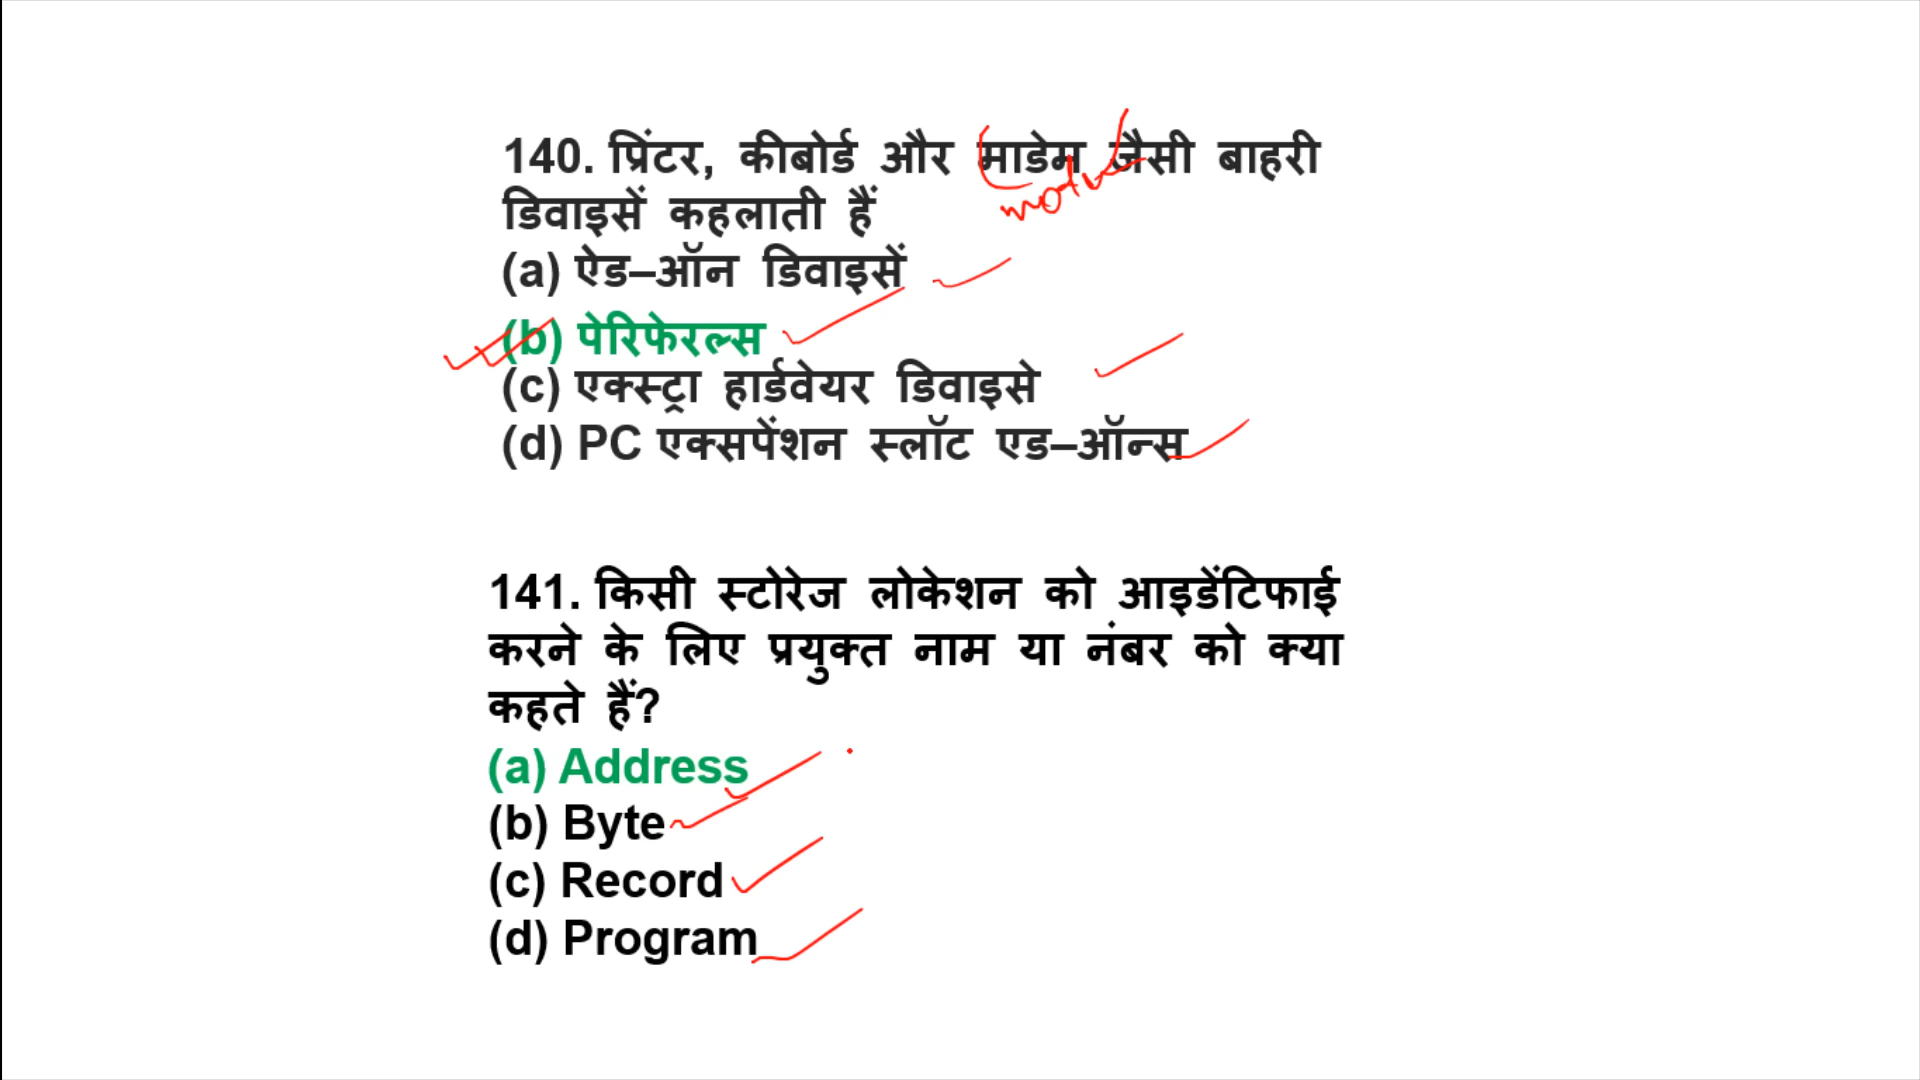 140. प्रिंटर, कीबोर्ड और माडेम जैसी बाहरी
डिवाइसें कहलाती हैं
(a) ऐड–ऑन डिवाइसें
(b) पेरिफेरल्स
(c) एक्स्ट्रा हार्डवेयर डिवाइसे
(d) PC एक्सपेंशन स्लॉट एड–ऑन्स
141. किसी स्टोरेज लोकेशन को आइडेंटिफाई
करने के लिए प्रयुक्त नाम या नंबर को क्या
कहते हैं?
(a) Address
(b) Byte
(c) Record
(d) Program